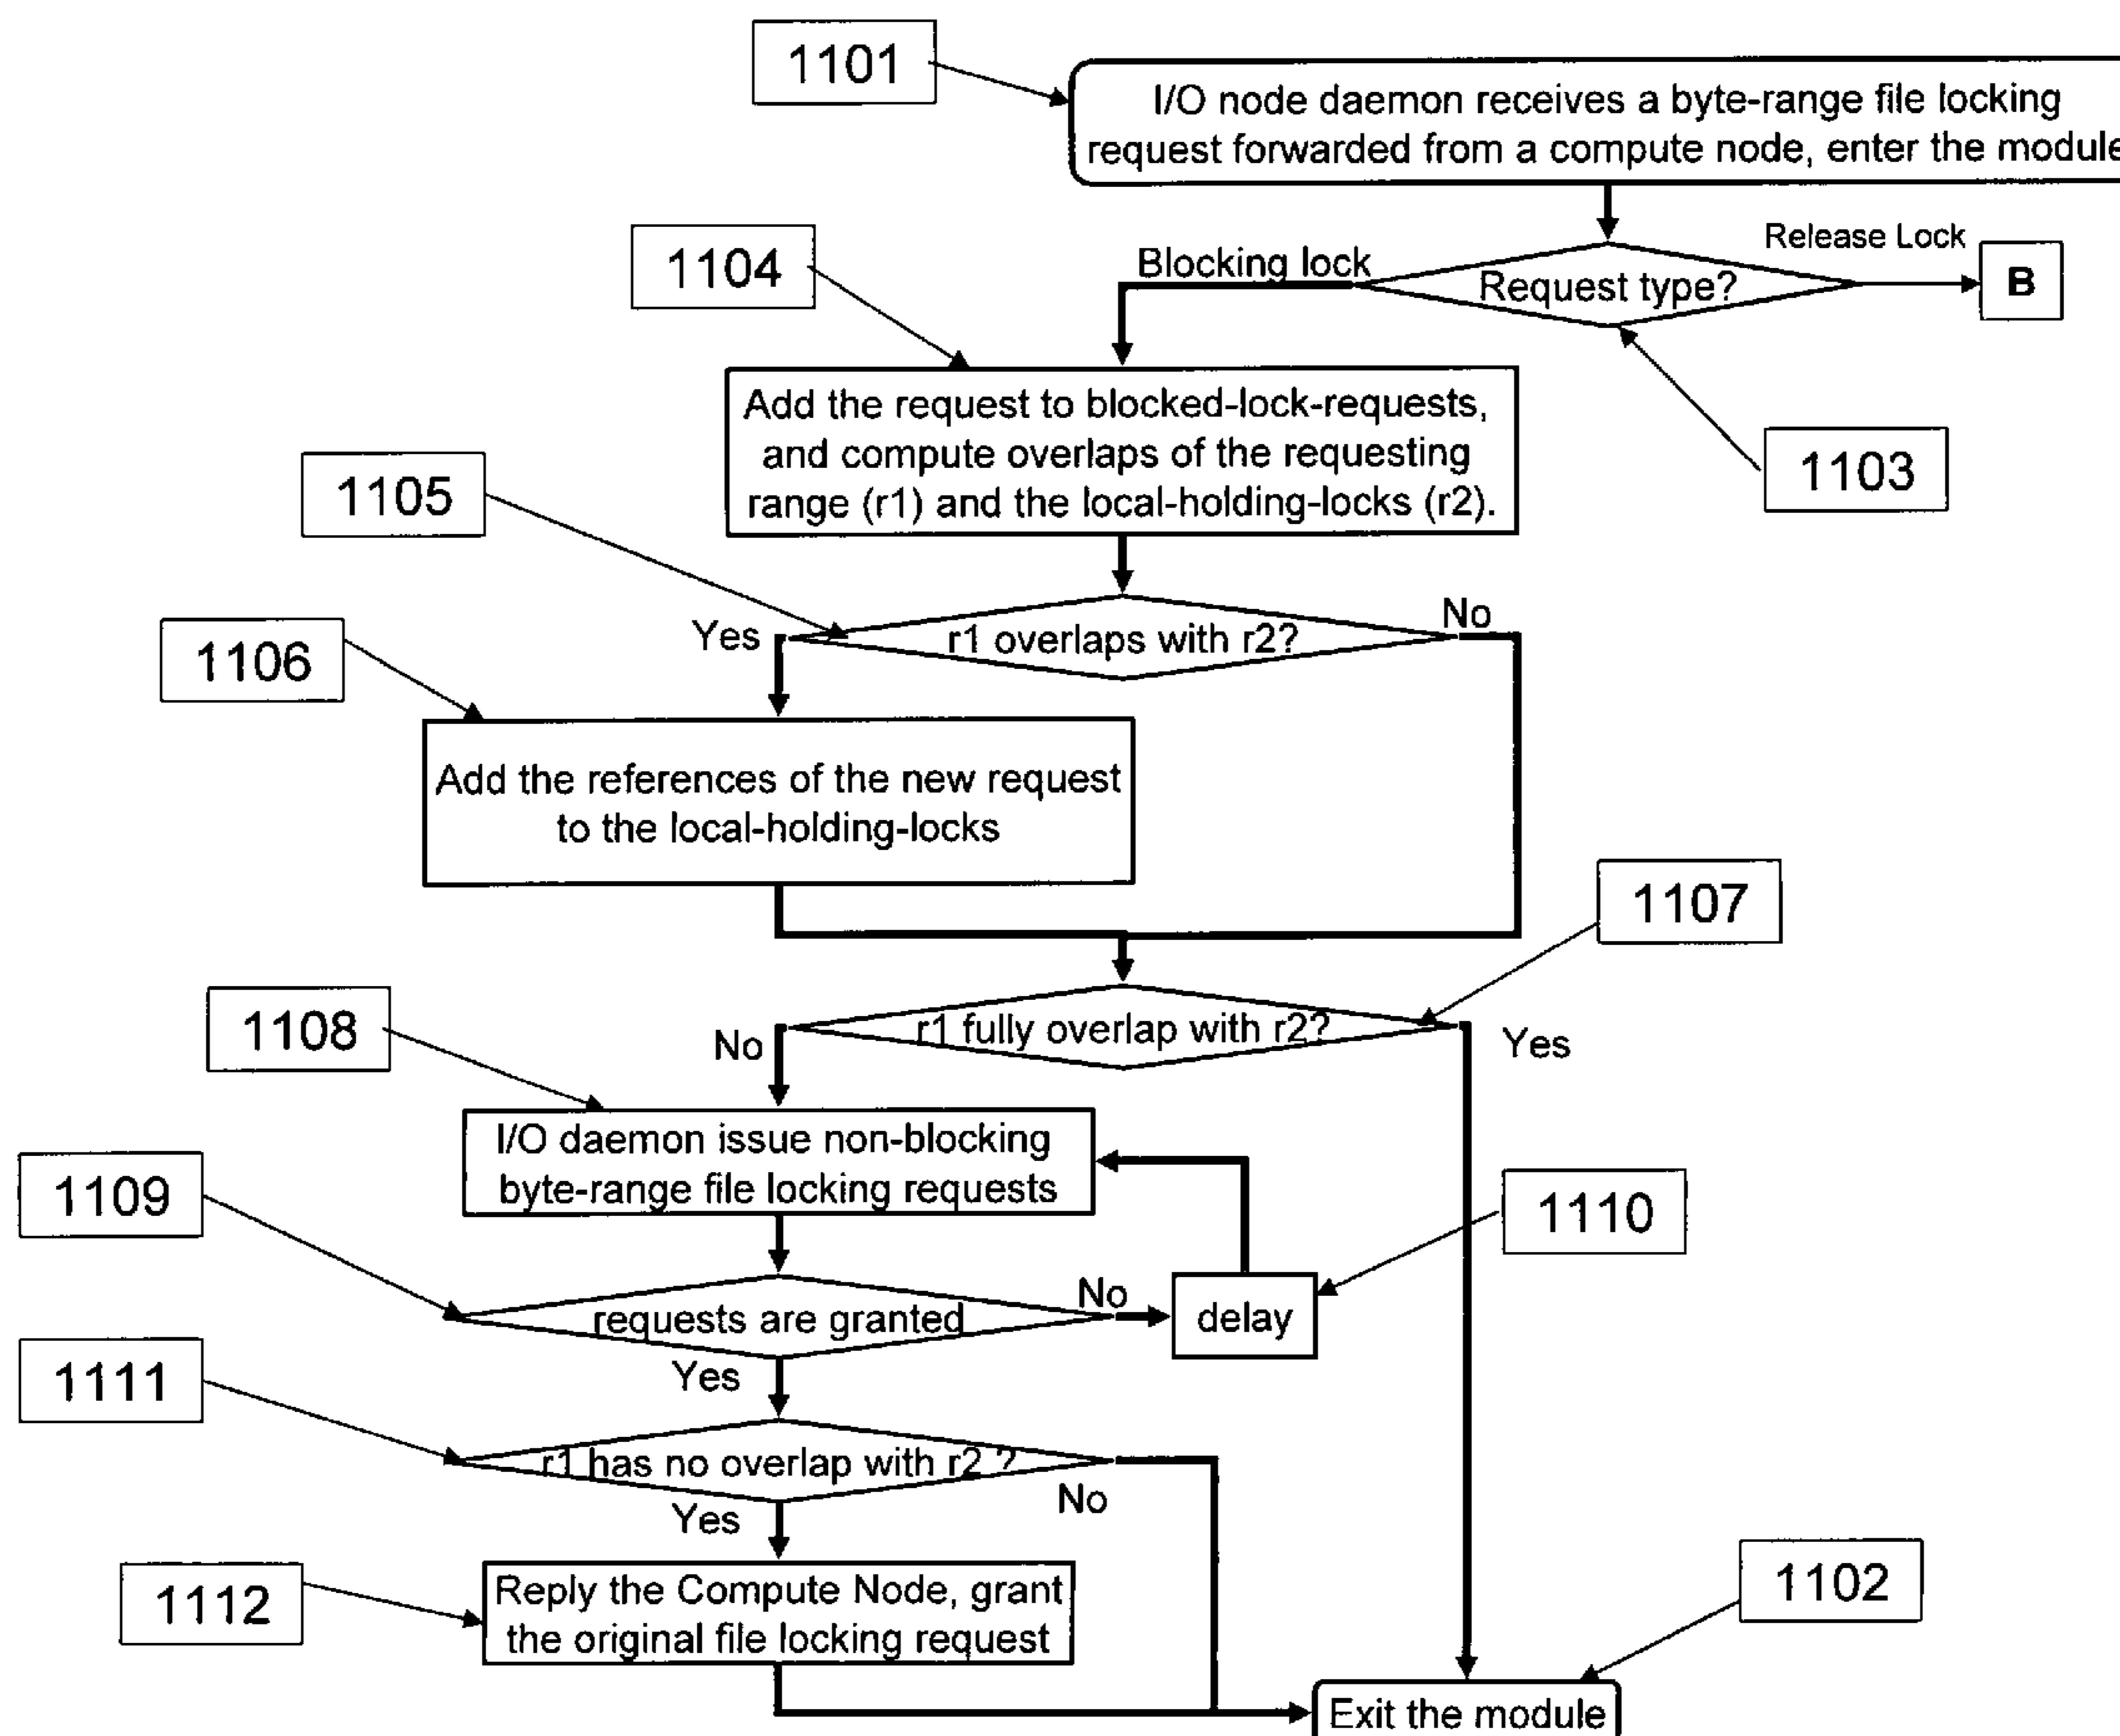 1101
I/O node daemon receives a byte-range file locking
request forwarded from a compute node, enter the module
Release Lock
1104
Blocking lock
Request type?
B
Add the request to blocked-lock-requests,
and compute overlaps of the requesting
range (r1) and the local-holding-locks (r2).
1103
1105
Yes
r1 overlaps with r2?
No
1106
Add the references of the new request
to the local-holding-locks
1107
1108
No
r1 fully overlap with r2?
Yes
I/O daemon issue non-blocking
byte-range file locking requests
1109
1110
requests are granted
No
delay
1111
Yes
r1 has no overlap with r2 ?
No
Yes
1112
Reply the Compute Node, grant
the original file locking request
1102
Exit the module